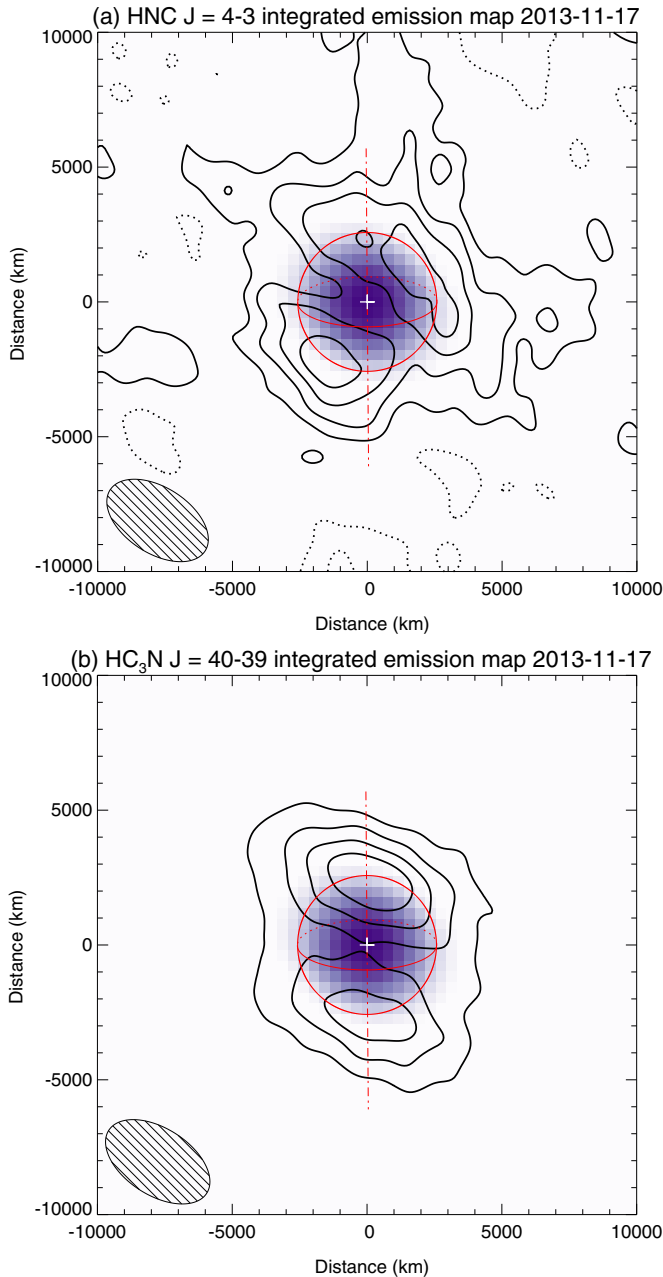 (a) HNC J = 4-3 integrated emission map 2013-11-17
10000
5000
0
-5000
-10000
Distance (km)
-10000 -5000 0 5000 10000
Distance (km)
(b) HC₃N J = 40-39 integrated emission map 2013-11-17
10000
5000
0
-5000
-10000
Distance (km)
-10000 -5000 0 5000 10000
Distance (km)